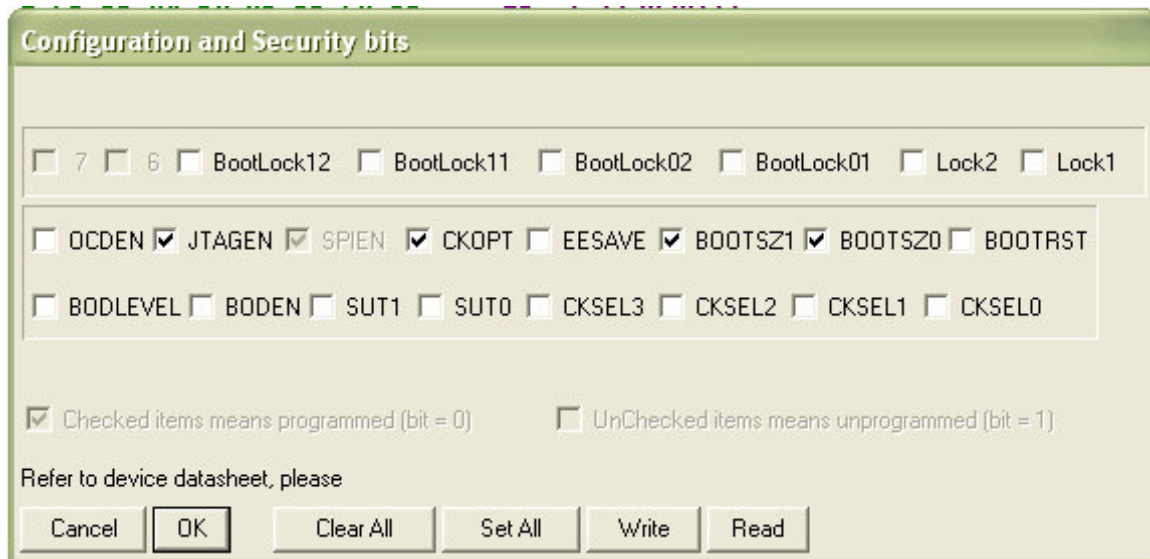 Configuration and Security bits
7 6 BootLock12 BootLock11 BootLock02 BootLock01 Lock2 Lock1
OCDEN JTAGEN SPIEN CKOPT EESAVE BOOTSZ1 BOOTSZ0 BOOTRST
BODLEVEL BODEN SUT1 SUT0 CKSEL3 CKSEL2 CKSEL1 CKSEL0
Checked items means programmed (bit = 0) UnChecked items means unprogrammed (bit = 1)
Refer to device datasheet, please
Cancel OK Clear All Set All Write Read